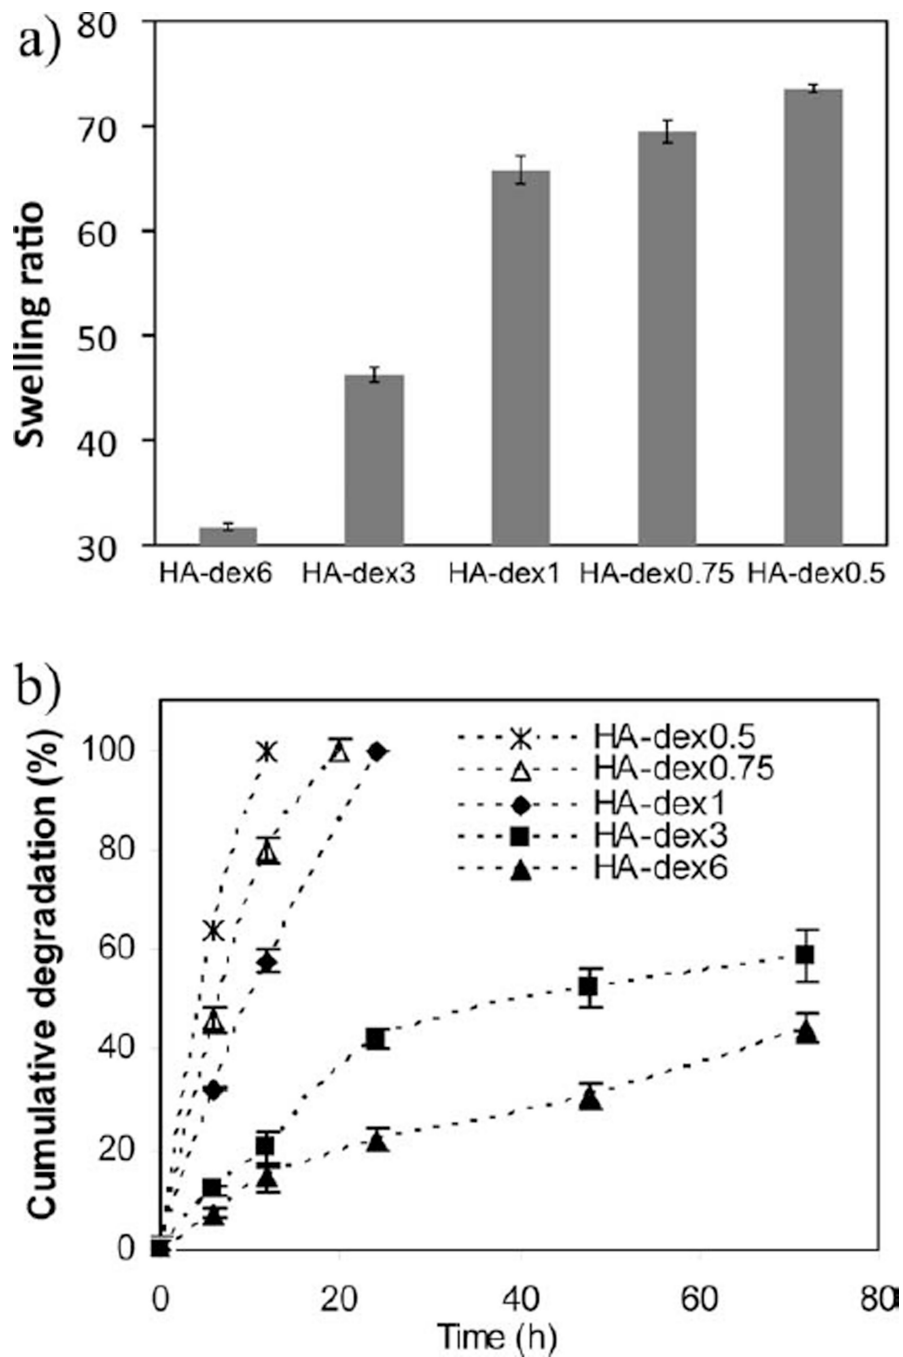 a)
80
70
60
50
40
30
Swelling ratio
HA-dex6 HA-dex3 HA-dex1 HA-dex0.75 HA-dex0.5
b)
HA-dex0.5
HA-dex0.75
HA-dex1
HA-dex3
HA-dex6
100
80
60
40
20
0
Cumulative degradation (%)
0 20 40 60 80
Time (h)